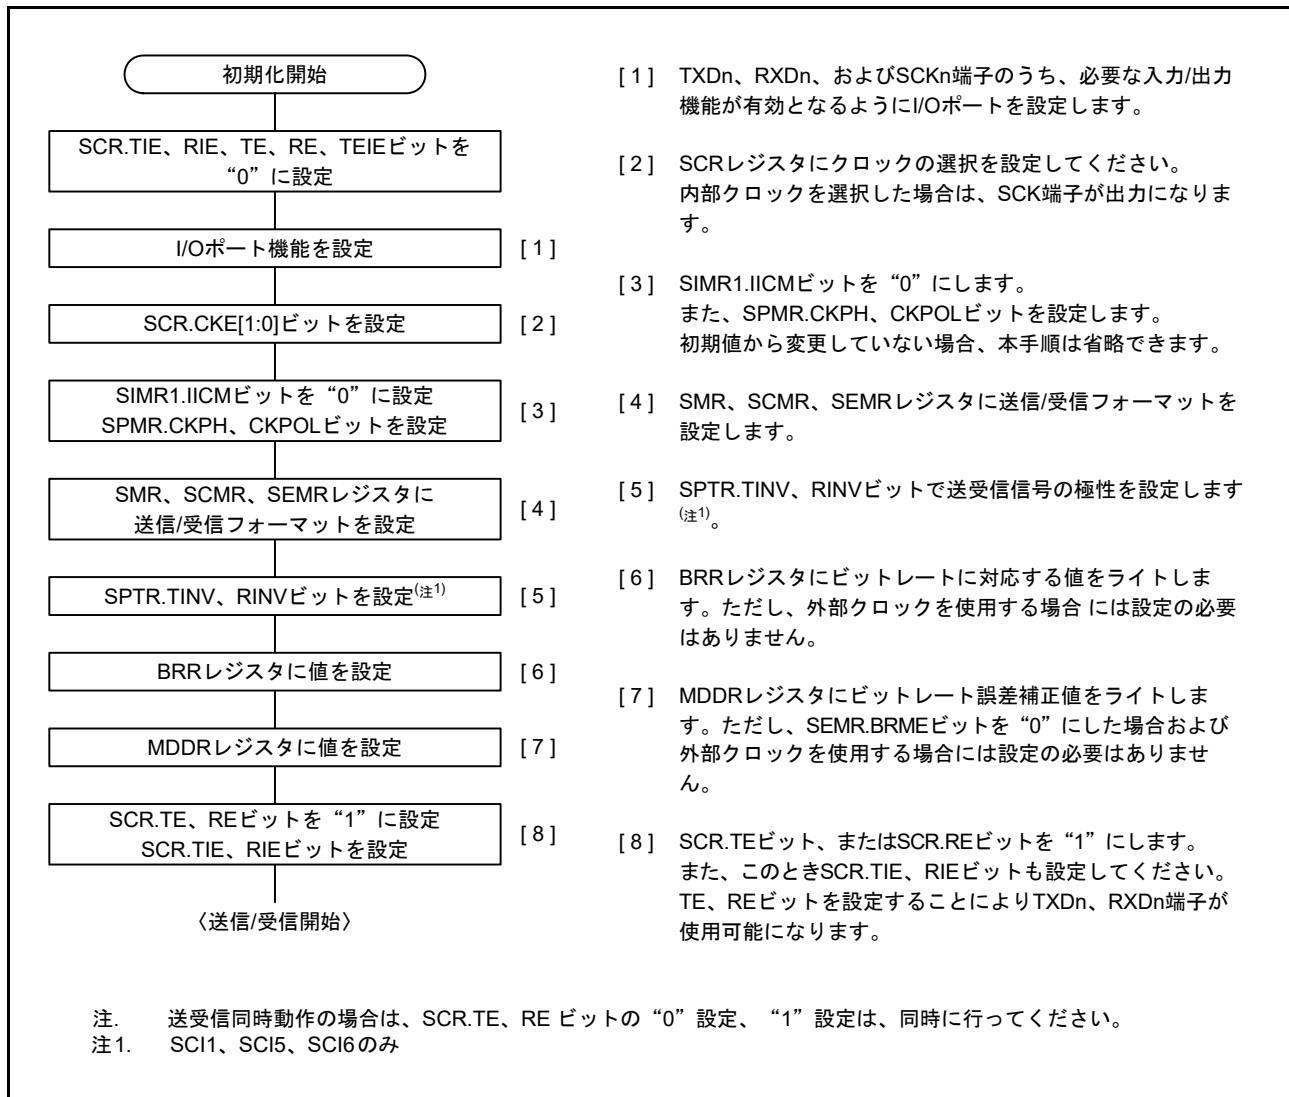 初期化開始
SCR.TIE、RIE、TE、RE、TEIEビットを
“0”に設定
I/Oポート機能を設定 [1]
SCR.CKE[1:0]ビットを設定 [2]
SIMR1.IICMビットを“0”に設定
SPMR.CKPH、CKPOLビットを設定
[3]
SMR、SCMR、SEMRレジスタに
送信/受信フォーマットを設定
[4]
SPTR.TINV、RINVビットを設定(注1) [5]
BRRレジスタに値を設定 [6]
MDDRレジスタに値を設定 [7]
SCR.TE、REビットを“1”に設定
SCR.TIE、RIEビットを設定
[8]
〈送信/受信開始〉
[1] TXDn、RXDn、およびSCKn端子のうち、必要な入力/出力
機能が有効となるようにI/Oポートを設定します。
[2] SCRレジスタにクロックの選択を設定してください。
内部クロックを選択した場合は、SCK端子が出力になりま
す。
[3] SIMR1.IICMビットを“0”にします。
また、SPMR.CKPH、CKPOLビットを設定します。
初期値から変更していない場合、本手順は省略できます。
[4] SMR、SCMR、SEMRレジスタに送信/受信フォーマットを
設定します。
[5] SPTR.TINV、RINVビットで送受信信号の極性を設定します
(注1)。
[6] BRRレジスタにビットレートに対応する値をライトしま
す。ただし、外部クロックを使用する場合 には設定の必要
はありません。
[7] MDDRレジスタにビットレート誤差補正値をライトしま
す。ただし、SEMR.BRMEビットを“0”にした場合および
外部クロックを使用する場合には設定の必要はありませ
ん。
[8] SCR.TEビット、またはSCR.REビットを“1”にします。
また、このときSCR.TIE、RIEビットも設定してください。
TE、REビットを設定することによりTXDn、RXDn端子が
使用可能になります。
注. 送受信同時動作の場合は、SCR.TE、RE ビットの“0”設定、“1”設定は、同時に行ってください。
注1. SCI1、SCI5、SCI6のみ